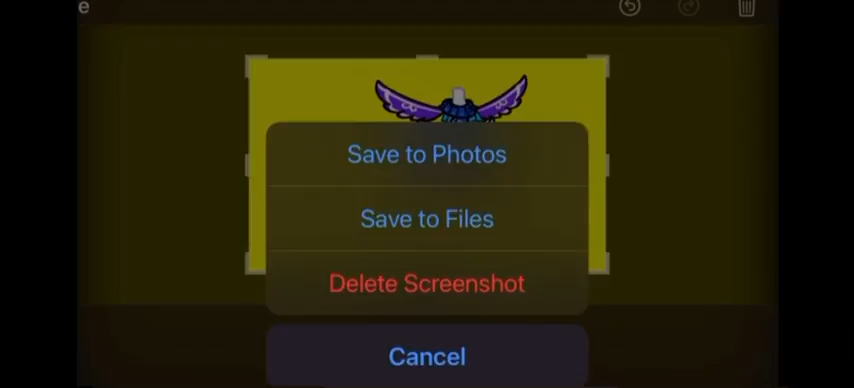 e
Save to Photos
Save to Files
Delete Screenshot
Cancel